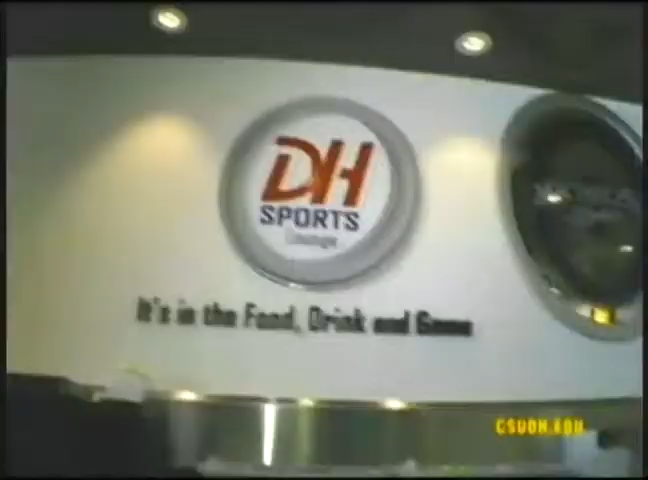 DH
SPORTS
Lounge
It's in the Food, Drink and Game
CSUDH.EDU